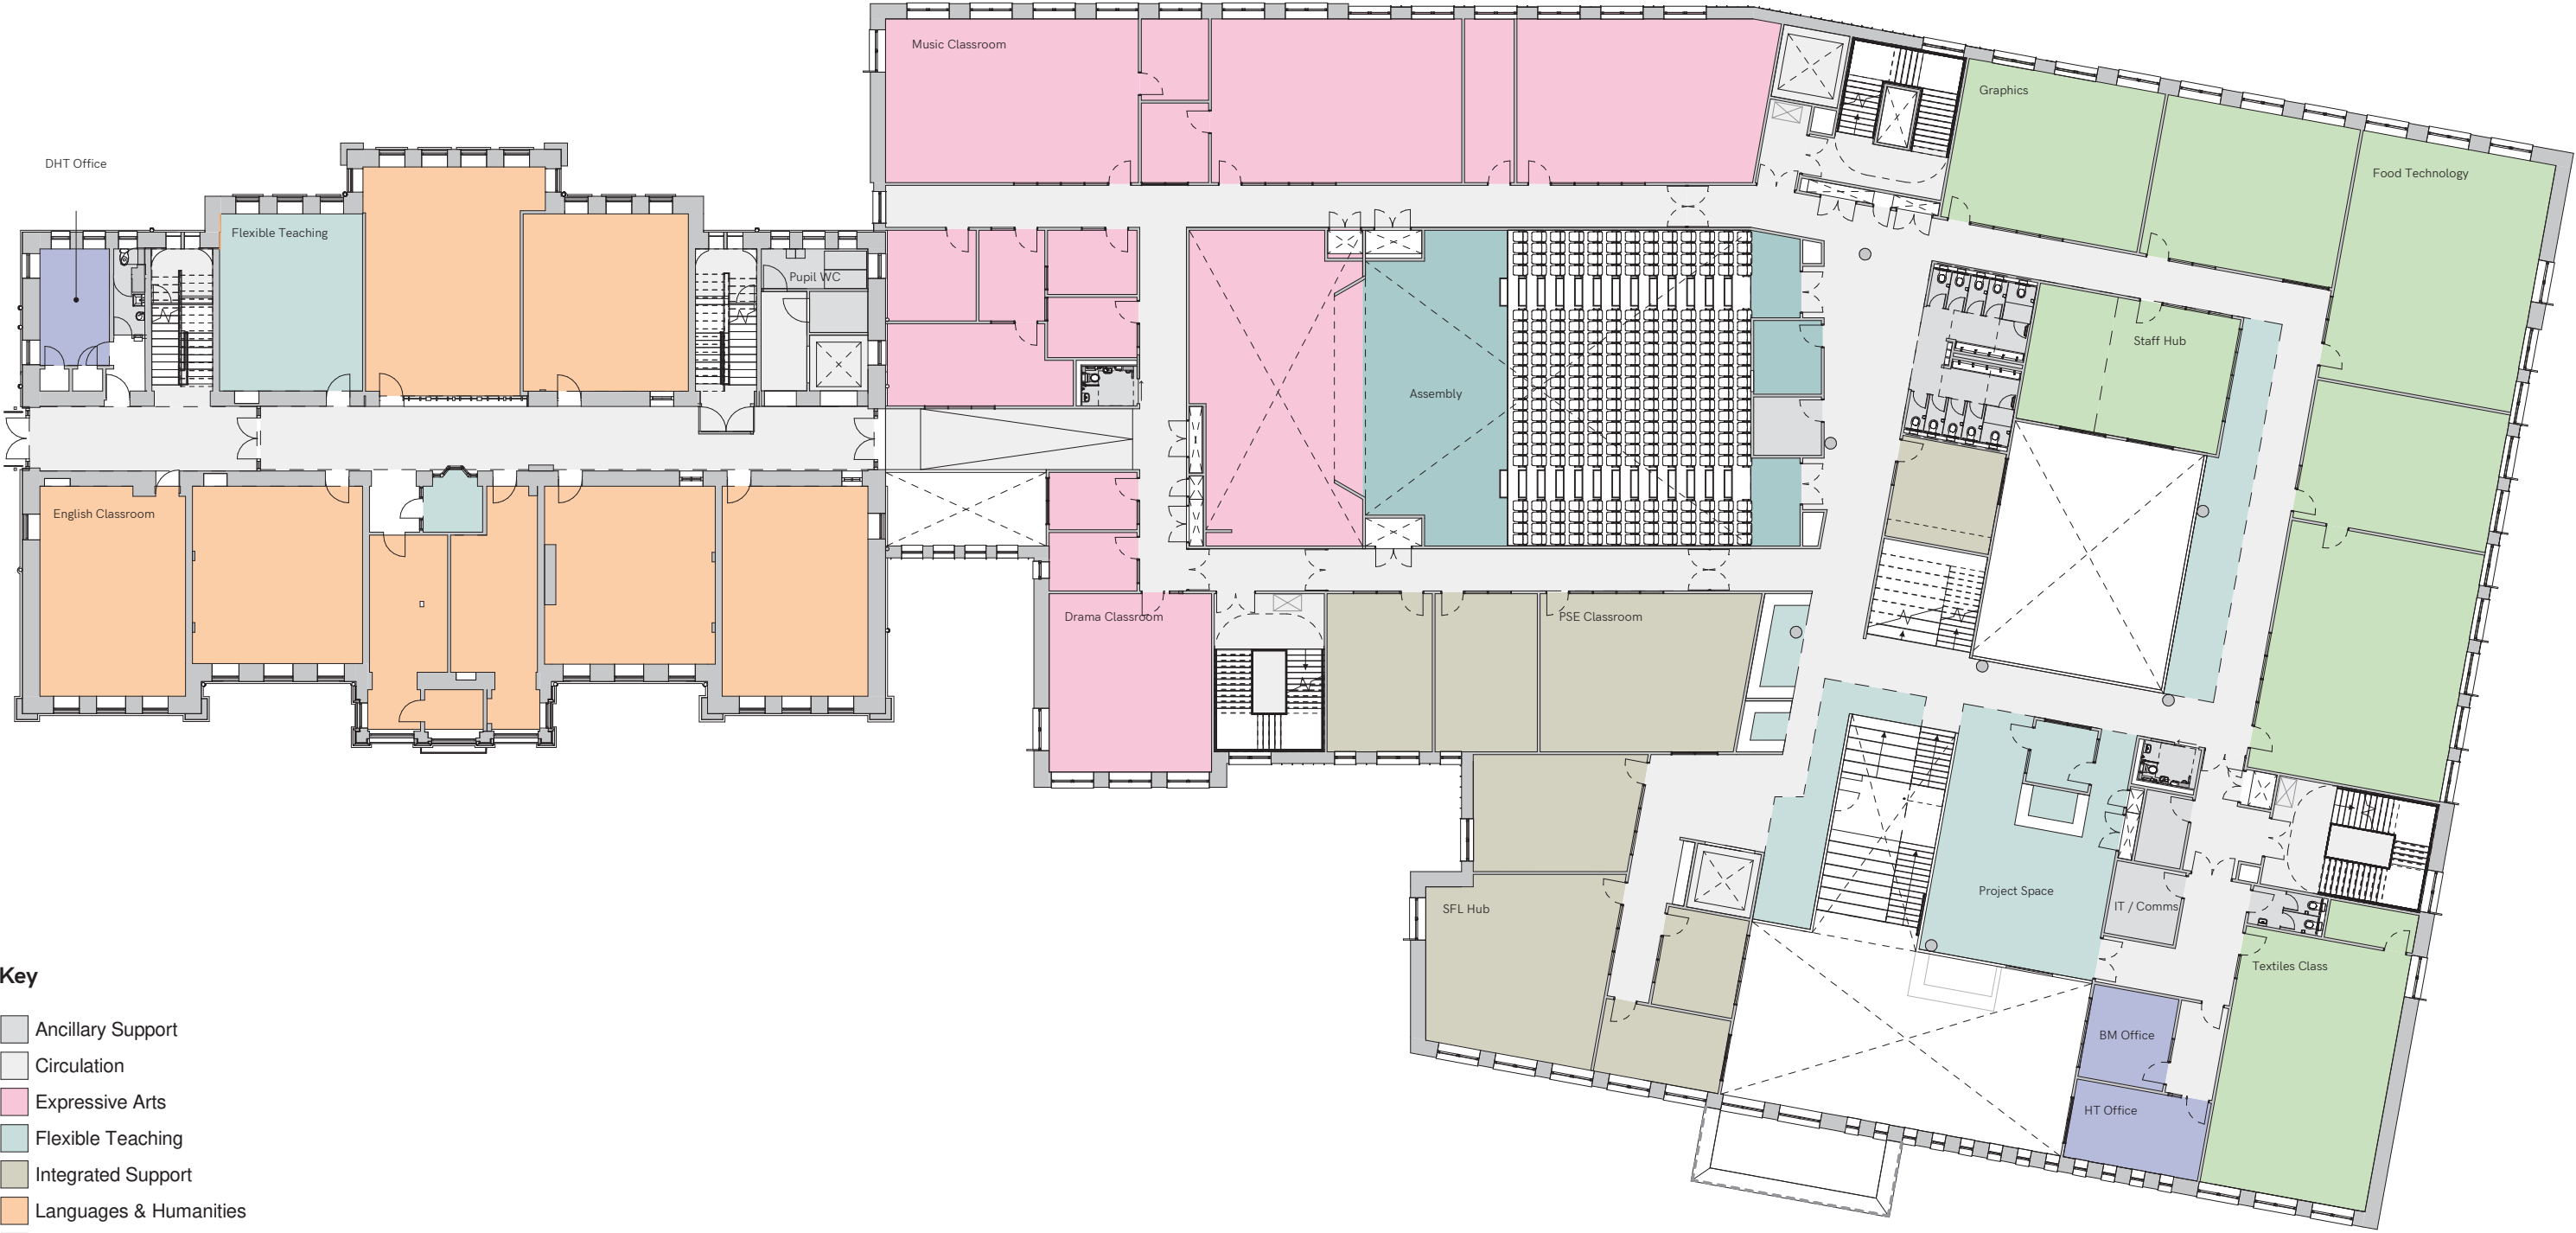 Music Classroom
Graphics
DHT Office
Food Technology
Flexible Teaching
Pupil WC
Staff Hub
Assembly
English Classroom
Drama Classroom
PSE Classroom
Project Space
SFL Hub
IT / Comms
Textiles Class
Key
Ancillary Support
Circulation
BM Office
Expressive Arts
HT Office
Flexible Teaching
Integrated Support
Languages & Humanities